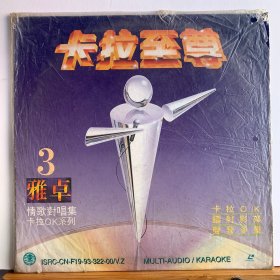 卡拉至尊
3
雅卓
情歌對唱集
卡拉OK系列
卡拉OK
ISRC-CN-F19-93-322-00/V.Z
MULTI-AUDIO / KARAOKE